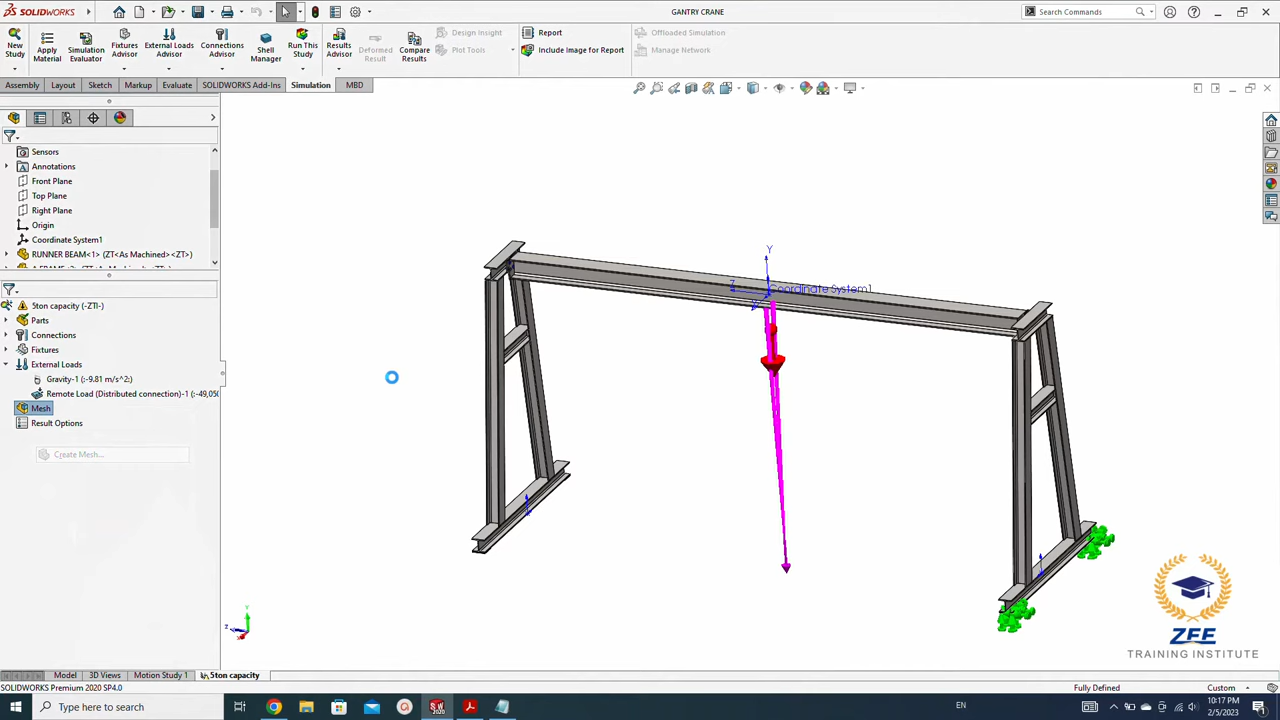 SOLIDWORKS
GANTRY CRANE
Search Commands
New Study
Apply Material
Simulation Evaluator
Fixtures Advisor
External Loads Advisor
Connections Advisor
Shell Manager
Run This Study
Results Advisor
Deformed Result
Compare Results
Design Insight
Plot Tools
Report
Include Image for Report
Offloaded Simulation
Manage Network
Assembly
Layout
Sketch
Markup
Evaluate
SOLIDWORKS Add-Ins
Simulation
MBD
Sensors
Annotations
Front Plane
Top Plane
Right Plane
Origin
Coordinate System1
RUNNER BEAM<1> (ZT<As Machined><ZT>)
5ton capacity (-ZTI-)
Parts
Connections
Fixtures
External Loads
Gravity-1 (:-9.81 m/s^2:)
Remote Load (Distributed connection)-1 (:-49,050
Mesh
Result Options
Create Mesh...
Y
Z
Coordinate System1
Y
Z
X
ZFE
TRAINING INSTITUTE
Model
3D Views
Motion Study 1
5ton capacity
SOLIDWORKS Premium 2020 SP4.0
Fully Defined
Custom
Type here to search
EN
10:17 PM
2/5/2023